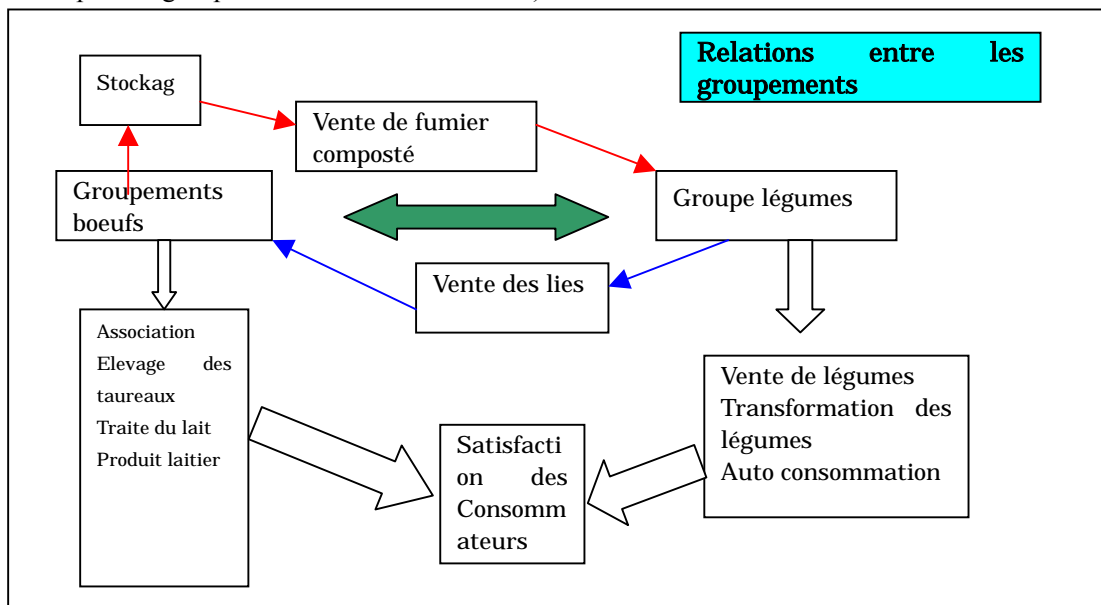 Relations entre les
groupements
Stockag
Vente de fumier
composté
Groupements
boeufs
Groupe légumes
Vente des lies
Association
Elevage des
taureaux
Traite du lait
Produit laitier
Vente de légumes
Transformation des
légumes
Auto consommation
Satisfacti
on des
Consomm
ateurs